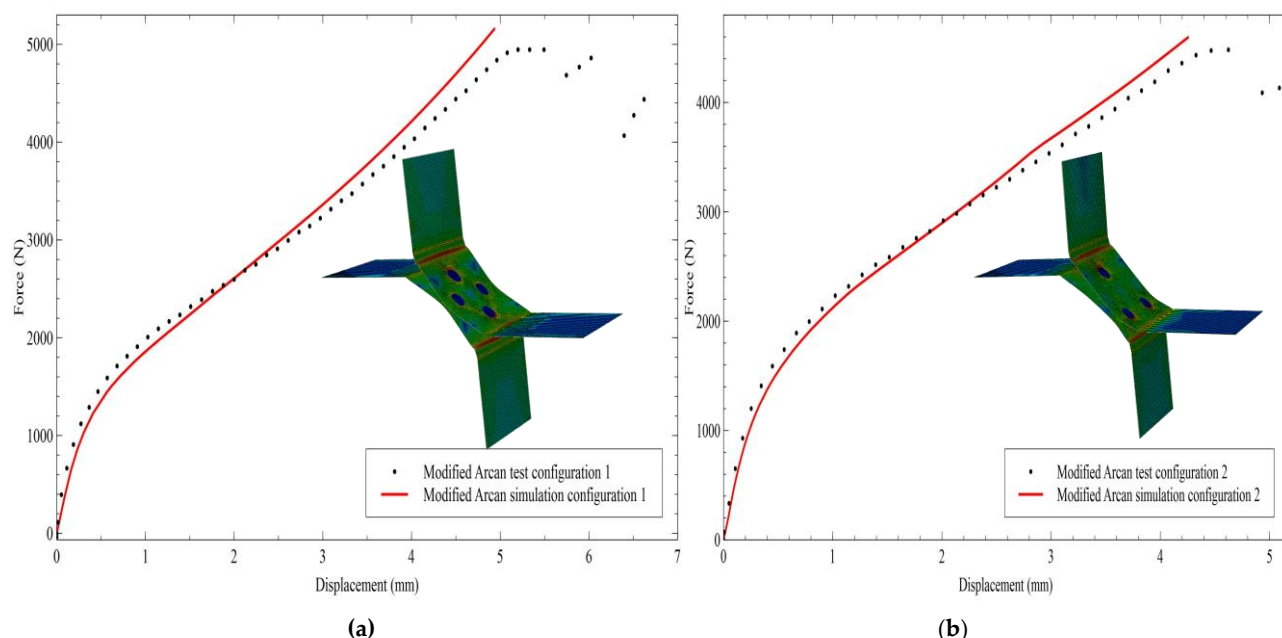 5000
4000
3000
2000
1000
0
Force (N)
0 1 2 3 4 5 6 7
Displacement (mm)
Modified Arcan test configuration 1
Modified Arcan simulation configuration 1
(a)
4000
3000
2000
1000
0
Force (N)
0 1 2 3 4 5
Displacement (mm)
Modified Arcan test configuration 2
Modified Arcan simulation configuration 2
(b)